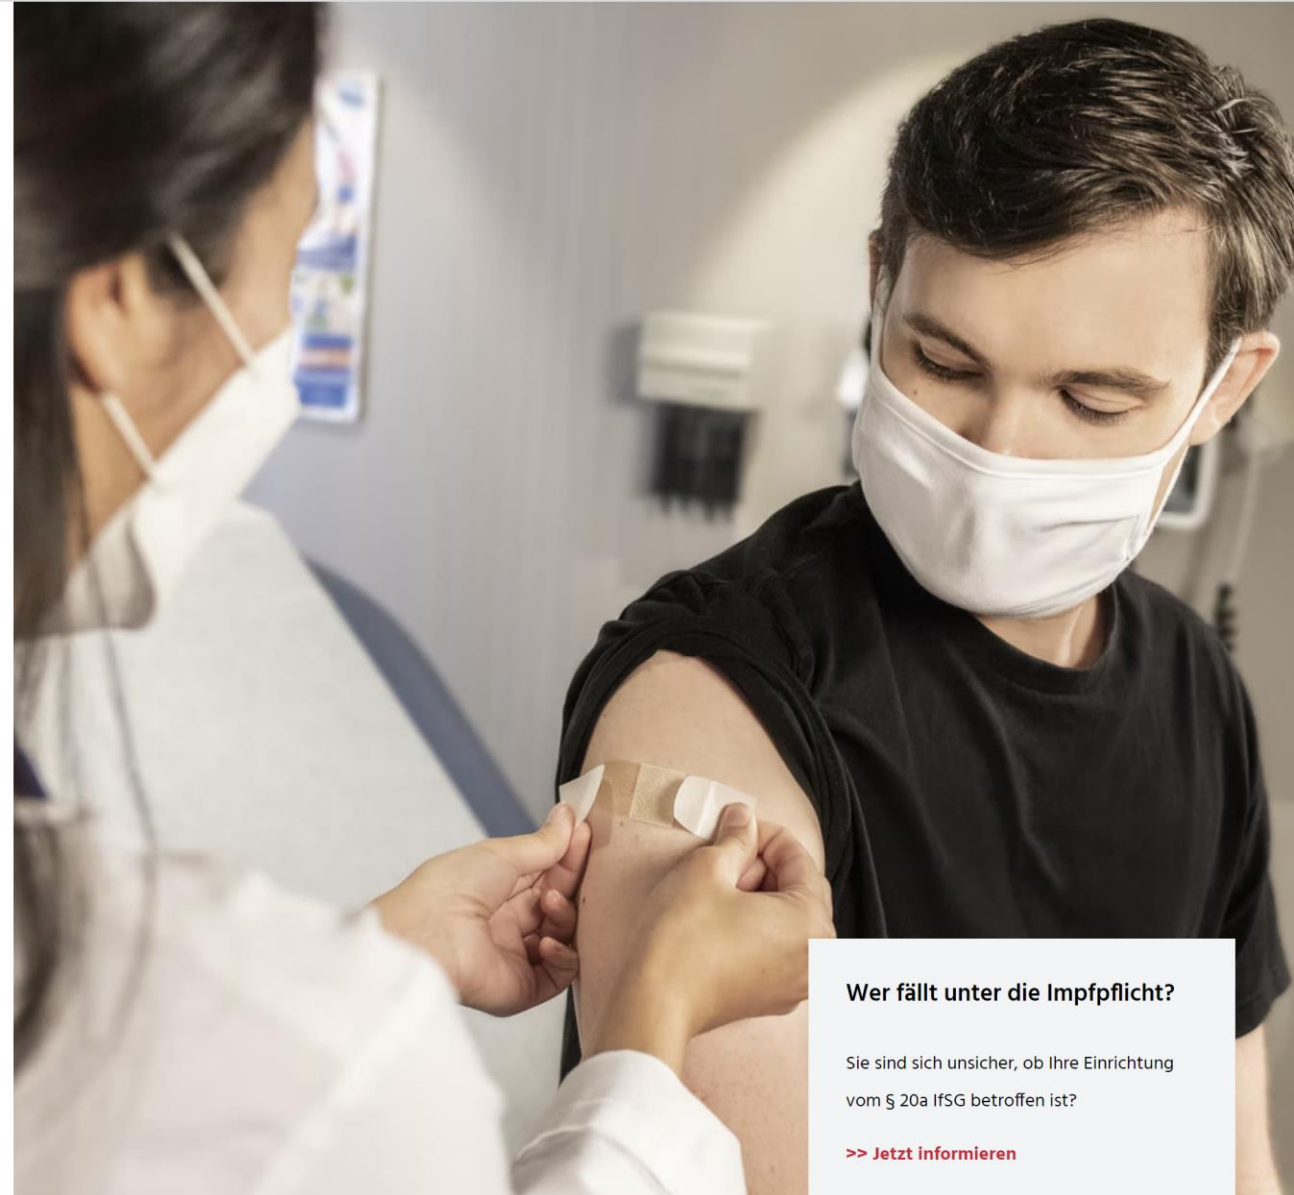 Wer fällt unter die Impfpflicht?
Sie sind sich unsicher, ob Ihre Einrichtung
vom § 20a IfSG betroffen ist?
>> Jetzt informieren